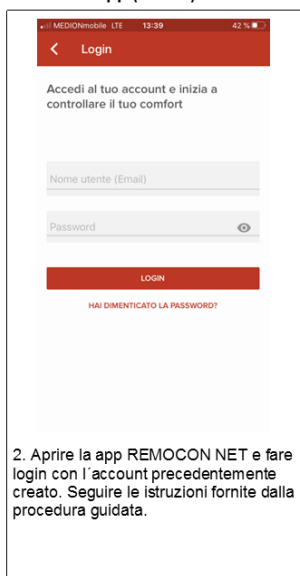 MEDIONmobile LTE 13:39 42 %
Login
Accedi al tuo account e inizia a
controllare il tuo comfort
Nome utente (Email)
Password
LOGIN
HAI DIMENTICATO LA PASSWORD?
2. Aprire la app REMOCON NET e fare
login con l´account precedentemente
creato. Seguire le istruzioni fornite dalla
procedura guidata.